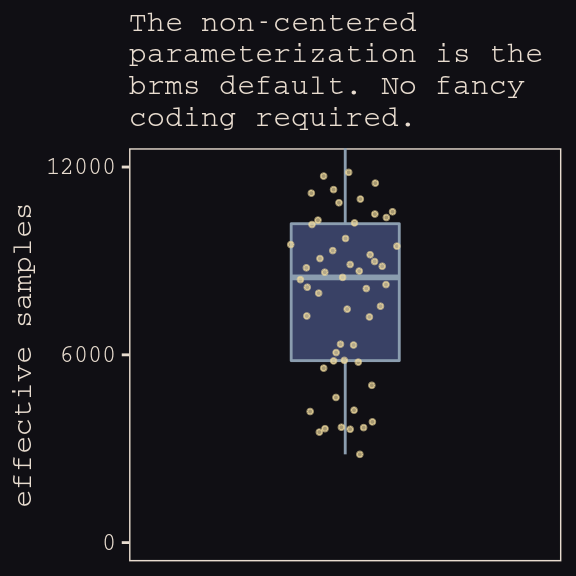 The non-centered
parameterization is the
brms default. No fancy
coding required.
12000
6000
0
effective samples